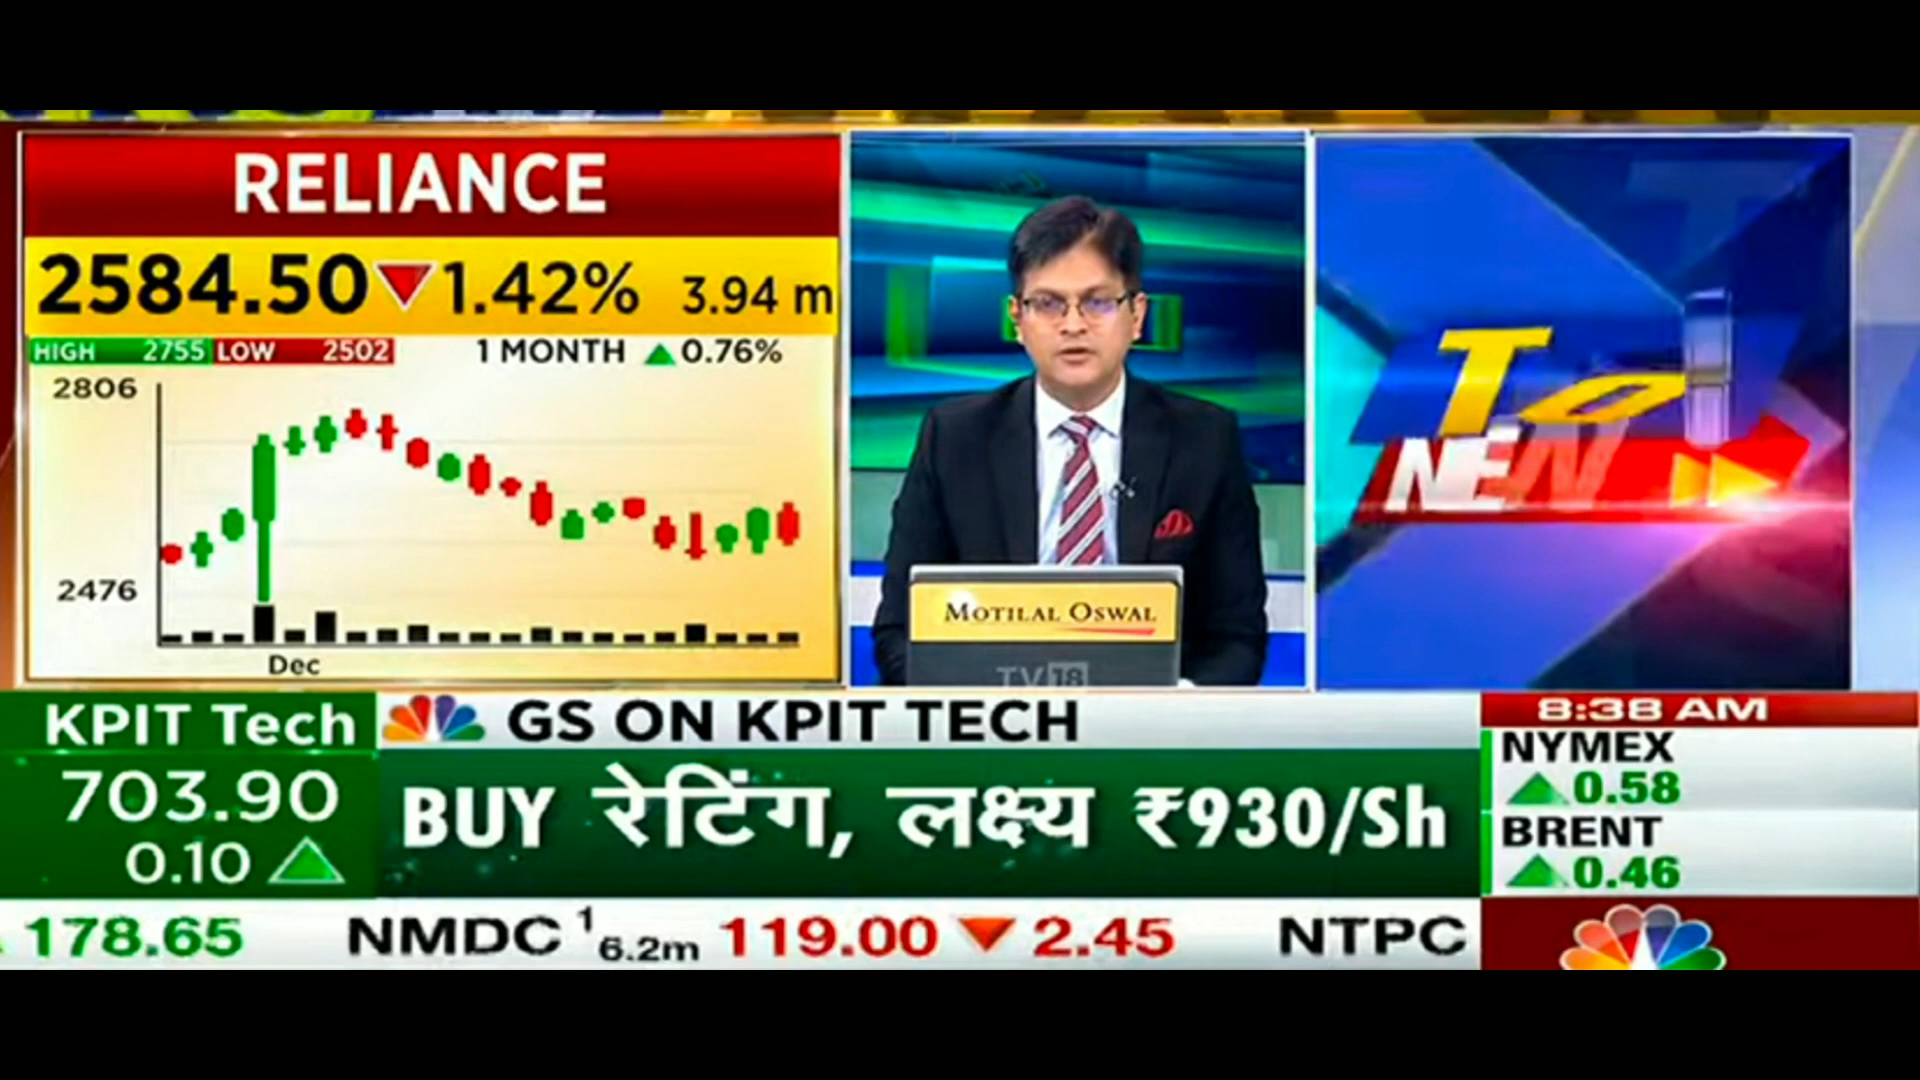 RELIANCE
2584.50 ▼ 1.42% 3.94 m
HIGH 2755 LOW 2502 1 MONTH ▲ 0.76%
2806
2476
Dec
MOTILAL OSWAL
TV18
KPIT Tech
703.90
0.10 ▲
GS ON KPIT TECH
BUY रेटिंग, लक्ष्य ₹930/Sh
8:38 AM
NYMEX
▲ 0.58
BRENT
▲ 0.46
178.65 NMDC ¹6.2m 119.00 ▼ 2.45 NTPC